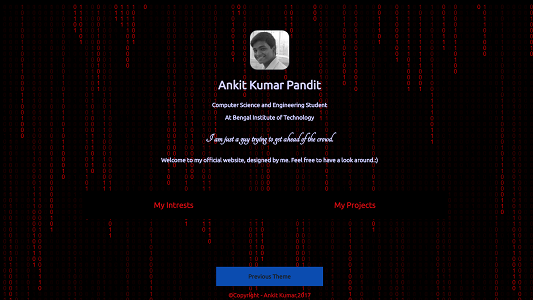 Ankit Kumar Pandit
Computer Science and Engineering Student
At Bengal Institute of Technology
I am just a guy trying to get ahead of the crowd.
Welcome to my official website, designed by me. Feel free to have a look around:)
My Intrests
My Projects
Previous Theme
©Copyright - Ankit Kumar 2017